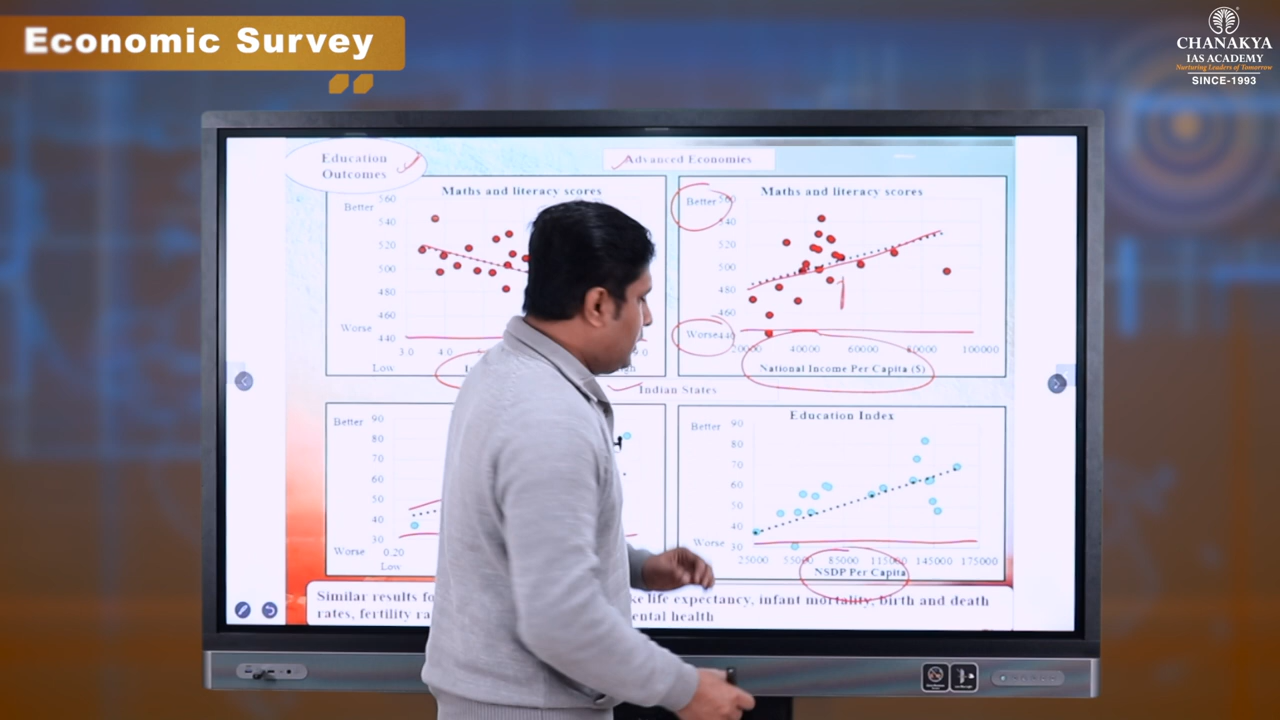 Economic Survey
CHANAKYA
IAS ACADEMY
Nurturing Leaders of Tomorrow
SINCE-1993
Education
Outcomes
Advanced Economies
Maths and literacy scores
Better
560
540
520
500
480
460
Worse
440
3.0 4.0 9.0
Low
Maths and literacy scores
Better 560
540
520
500
480
460
Worse 44
20000 40000 60000 80000 100000
National Income Per Capita ($)
Indian States
Better 90
80
70
60
50
40
30
Worse 0.20
Low
Education Index
Better 90
80
70
60
50
40
Worse 30
25000 55000 85000 115000 145000 175000
NSDP Per Capita
Similar results fo ke life expectancy, infant mortality, birth and death
rates, fertility ra ental health